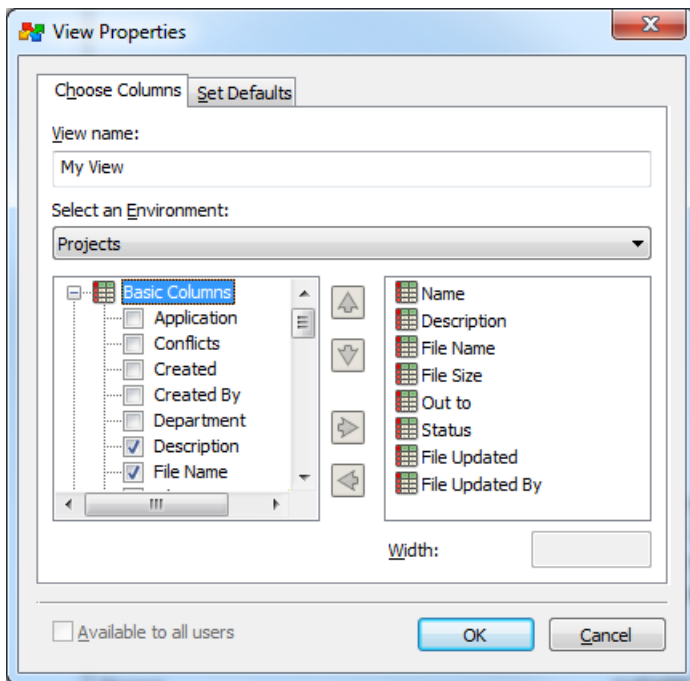 View Properties
Choose Columns
Set Defaults
View name:
My View
Select an Environment:
Projects
Basic Columns
Application
Conflicts
Created
Created By
Department
Description
File Name
Name
Description
File Name
File Size
Out to
Status
File Updated
File Updated By
Width:
Available to all users
OK
Cancel